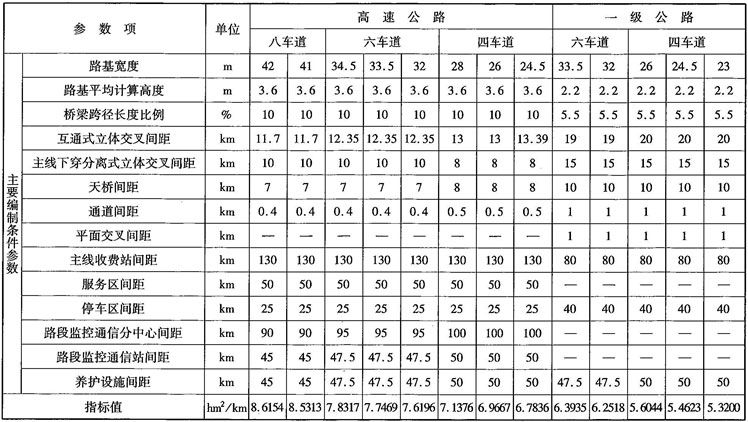 参数项 单位 高速公路 一级公路
八车道 六车道 四车道 六车道 四车道
主要编制条件参数
路基宽度 m 42 41 34.5 33.5 32 28 26 24.5 33.5 32 26 24.5 23
路基平均计算高度 m 3.6 3.6 3.6 3.6 3.6 3.6 3.6 3.6 2.2 2.2 2.2 2.2 2.2
桥梁跨径长度比例 % 10 10 10 10 10 10 10 10 5.5 5.5 5.5 5.5 5.5
互通式立体交叉间距 km 11.7 11.7 12.35 12.35 12.35 13 13 13.39 19 19 20 20 20
主线下穿分离式立体交叉间距 km 10 10 10 10 10 8 8 8 15 15 15 15 15
天桥间距 km 7 7 7 7 7 8 8 8 10 10 10 10 10
通道间距 km 0.4 0.4 0.4 0.4 0.4 0.5 0.5 0.5 1 1 1 1 1
平面交叉间距 km — — — — — — — — 1 1 1 1 1
主线收费站间距 km 130 130 130 130 130 130 130 130 80 80 80 80 80
服务区间距 km 50 50 50 50 50 50 50 50 — — — — —
停车区间距 km 25 25 25 25 25 25 25 25 40 40 40 40 40
路段监控通信分中心间距 km 90 90 95 95 95 100 100 100 — — — — —
路段监控通信站间距 km 45 45 47.5 47.5 47.5 50 50 50 — — — — —
养护设施间距 km 45 45 47.5 47.5 47.5 50 50 50 47.5 47.5 50 50 50
指标值 hm²/km 8.6154 8.5313 7.8317 7.7469 7.6196 7.1376 6.9667 6.7836 6.3935 6.2518 5.6044 5.4623 5.3200